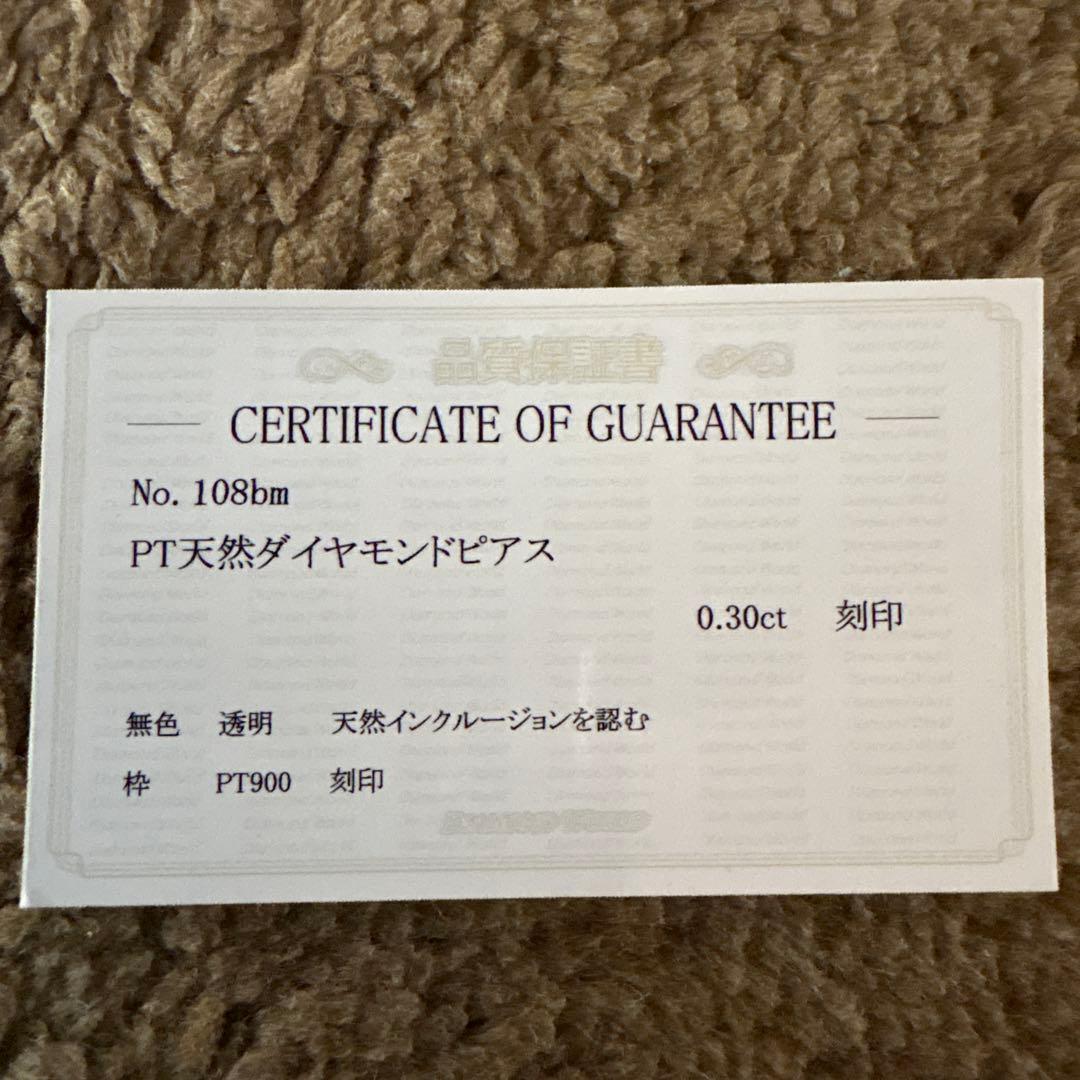 品質保証書
CERTIFICATE OF GUARANTEE
No. 108bm
PT天然ダイヤモンドピアス
0.30ct 刻印
無色 透明 天然インクルージョンを認む
枠 PT900 刻印